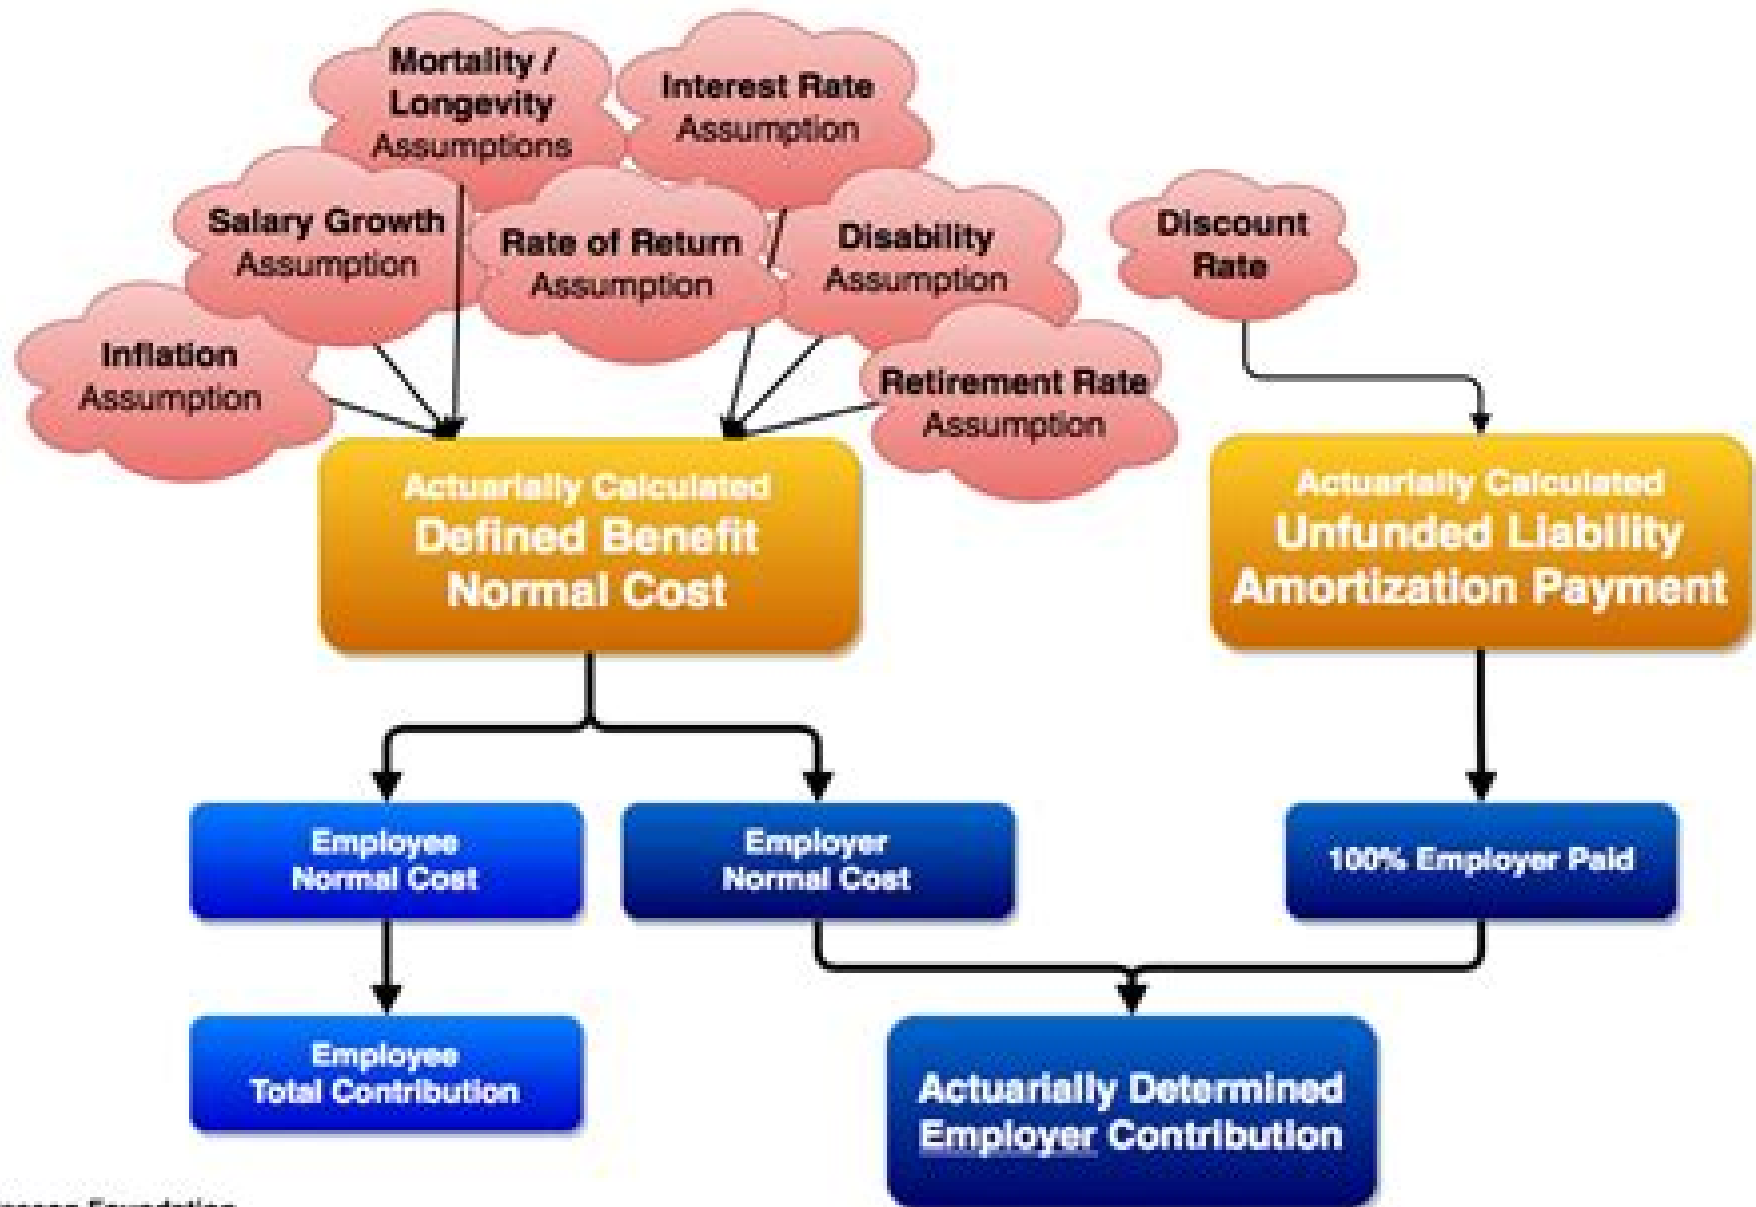 Mortality /
Longevity
Assumptions
Interest Rate
Assumption
Salary Growth
Assumption
Rate of Return
Assumption
Disability
Assumption
Discount
Rate
Inflation
Assumption
Retirement Rate
Assumption
Actuarially Calculated
Defined Benefit
Normal Cost
Actuarially Calculated
Unfunded Liability
Amortization Payment
Employee
Normal Cost
Employer
Normal Cost
100% Employer Paid
Employee
Total Contribution
Actuarially Determined
Employer Contribution
Foundation